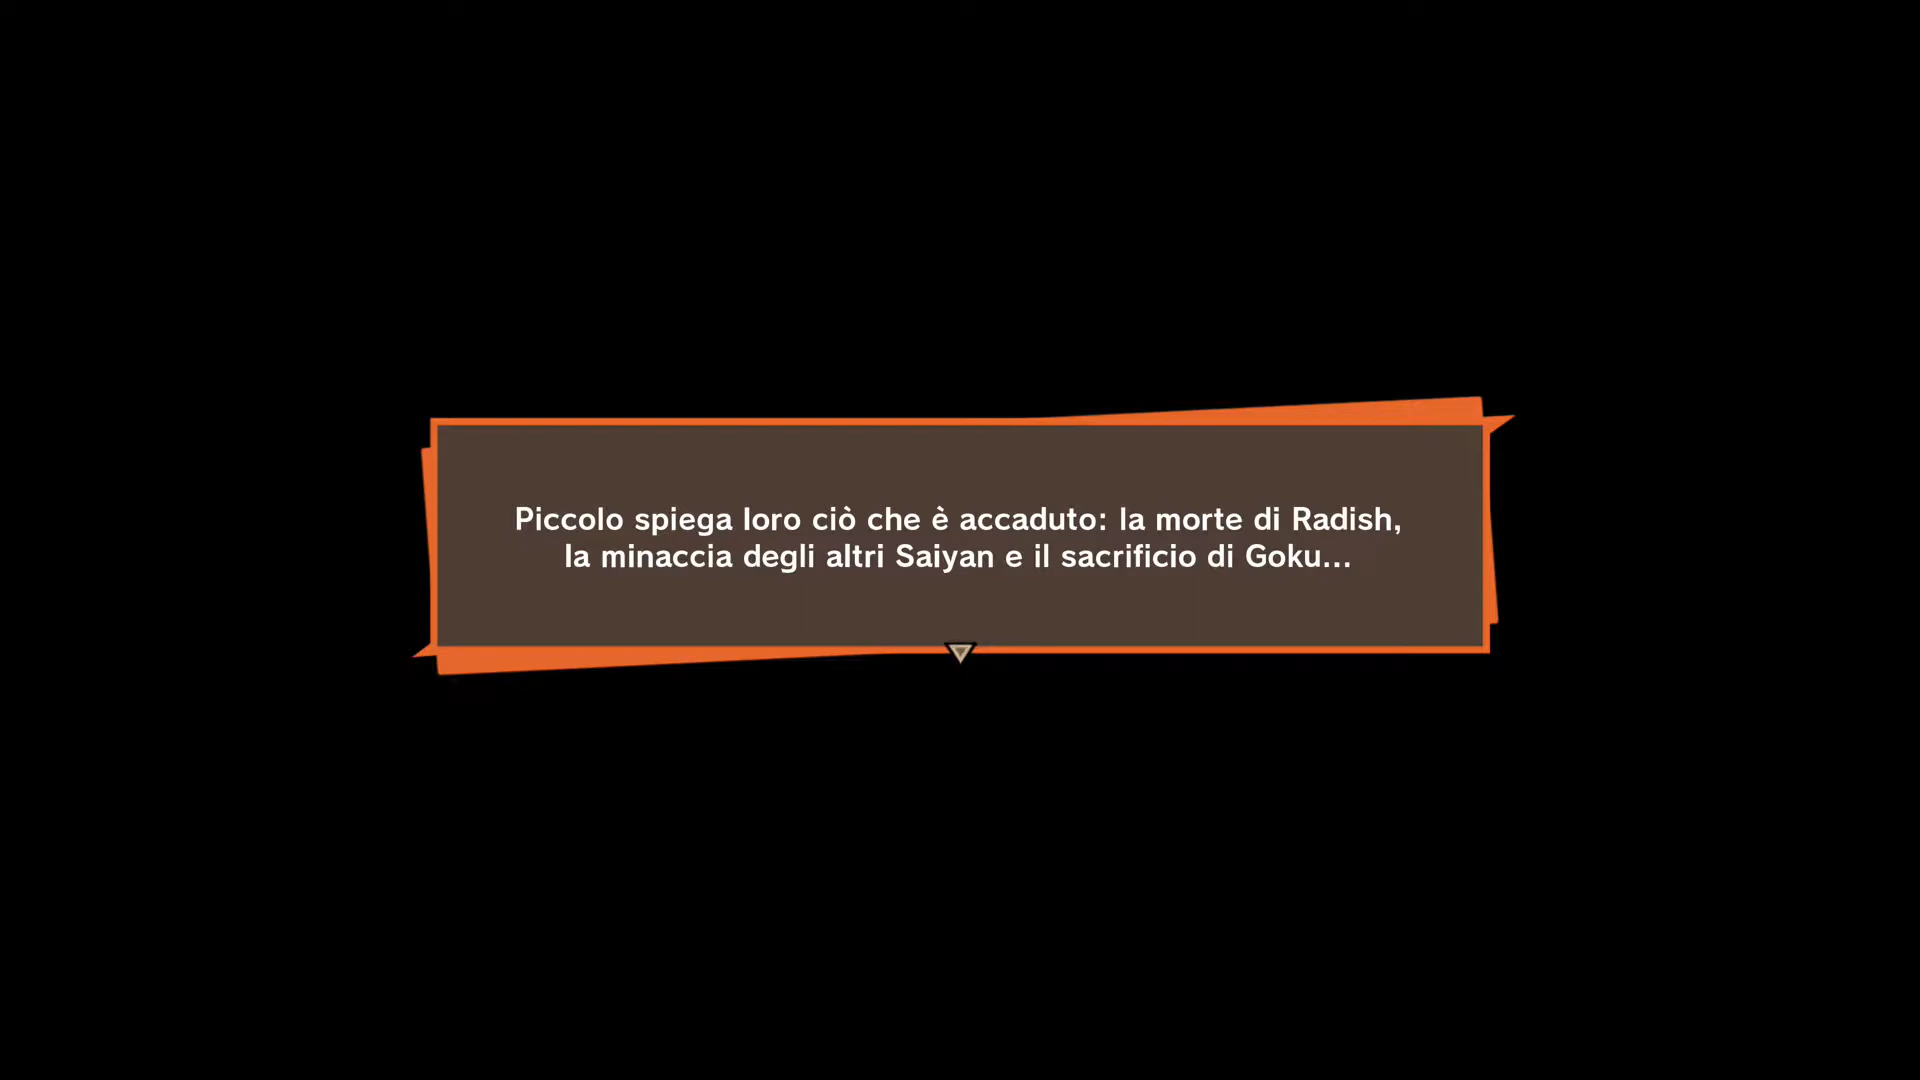 Piccolo spiega loro ciò che è accaduto: la morte di Radish,
la minaccia degli altri Saiyan e il sacrificio di Goku...